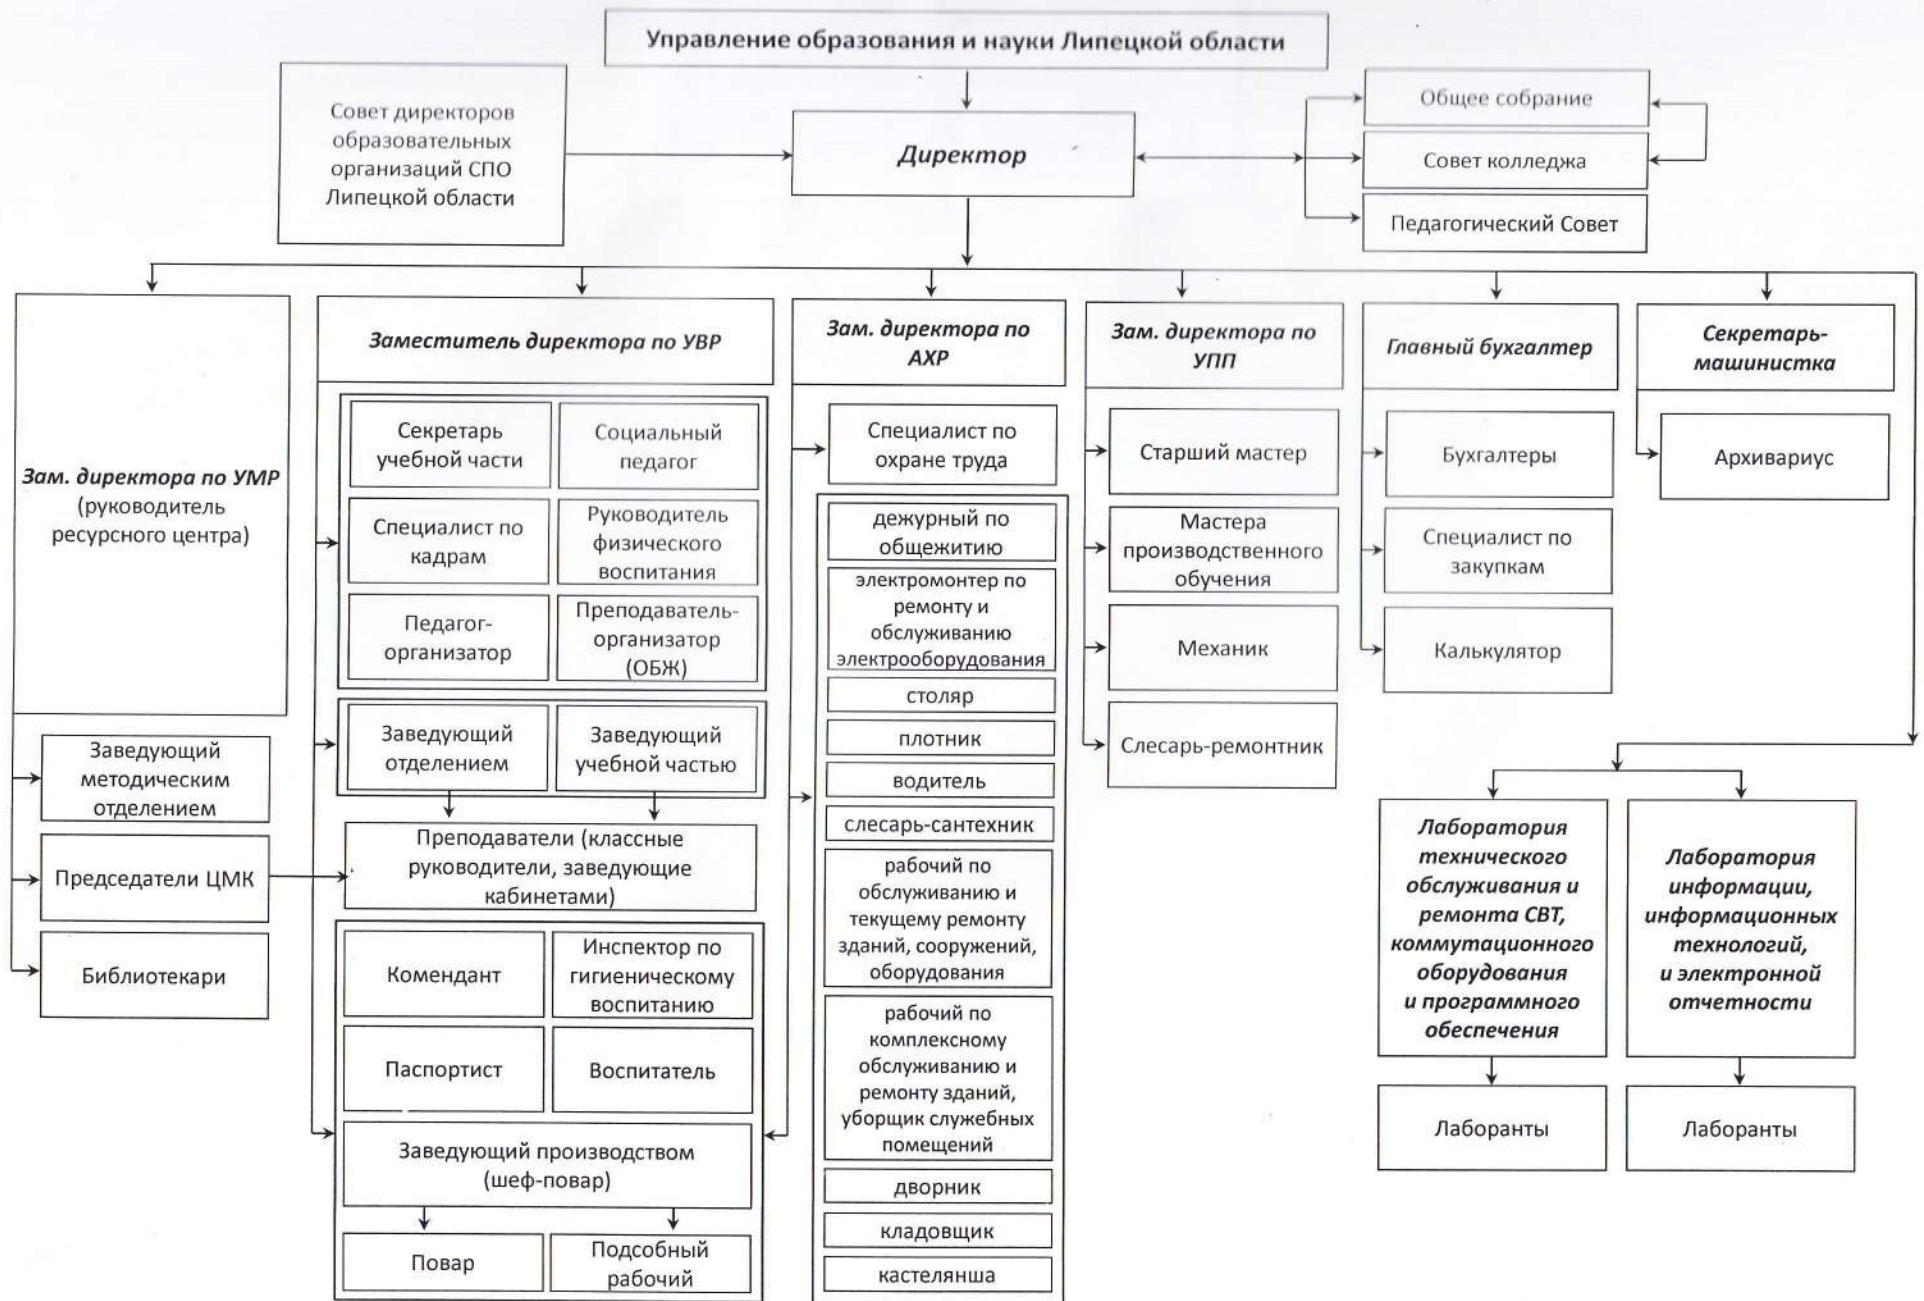 Управление образования и науки Липецкой области
Совет директоров
образовательных
организаций СПО
Липецкой области
Директор
Общее собрание
Совет колледжа
Педагогический Совет
Зам. директора по УМР
(руководитель
ресурсного центра)
Заведующий
методическим
отделением
Председатели ЦМК
Библиотекари
Заместитель директора по УВР
Секретарь
учебной части
Социальный
педагог
Специалист по
кадрам
Руководитель
физического
воспитания
Педагог-
организатор
Преподаватель-
организатор
(ОБЖ)
Заведующий
отделением
Заведующий
учебной частью
Преподаватели (классные
руководители, заведующие
кабинетами)
Комендант
Инспектор по
гигиеническому
воспитанию
Паспортист
Воспитатель
Заведующий производством
(шеф-повар)
Повар
Подсобный
рабочий
Зам. директора по
АХР
Специалист по
охране труда
дежурный по
общежитию
электромонтер по
ремонту и
обслуживанию
электрооборудования
столяр
плотник
водитель
слесарь-сантехник
рабочий по
обслуживанию и
текущему ремонту
зданий, сооружений,
оборудования
рабочий по
комплексному
обслуживанию и
ремонту зданий,
уборщик служебных
помещений
дворник
кладовщик
кастелянша
Зам. директора по
УПП
Старший мастер
Мастера
производственного
обучения
Механик
Слесарь-ремонтник
Главный бухгалтер
Бухгалтеры
Специалист по
закупкам
Калькулятор
Секретарь-
машинистка
Архивариус
Лаборатория
технического
обслуживания и
ремонта СВТ,
коммутационного
оборудования
и программного
обеспечения
Лаборанты
Лаборатория
информации,
информационных
технологий,
и электронной
отчетности
Лаборанты